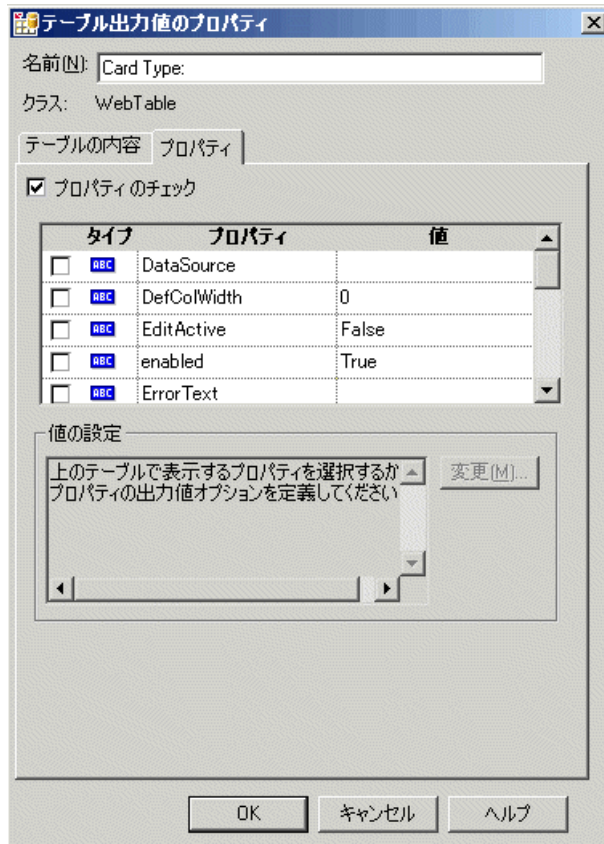 テーブル出力値のプロパティ
名前(N): Card Type:
クラス: WebTable
テーブルの内容 プロパティ
プロパティのチェック
タイプ プロパティ 値
ABC DataSource
ABC DefColWidth 0
ABC EditActive False
ABC enabled True
ABC ErrorText
値の設定
上のテーブルで表示するプロパティを選択するか 変更(M)...
プロパティの出力値オプションを定義してください
OK キャンセル ヘルプ